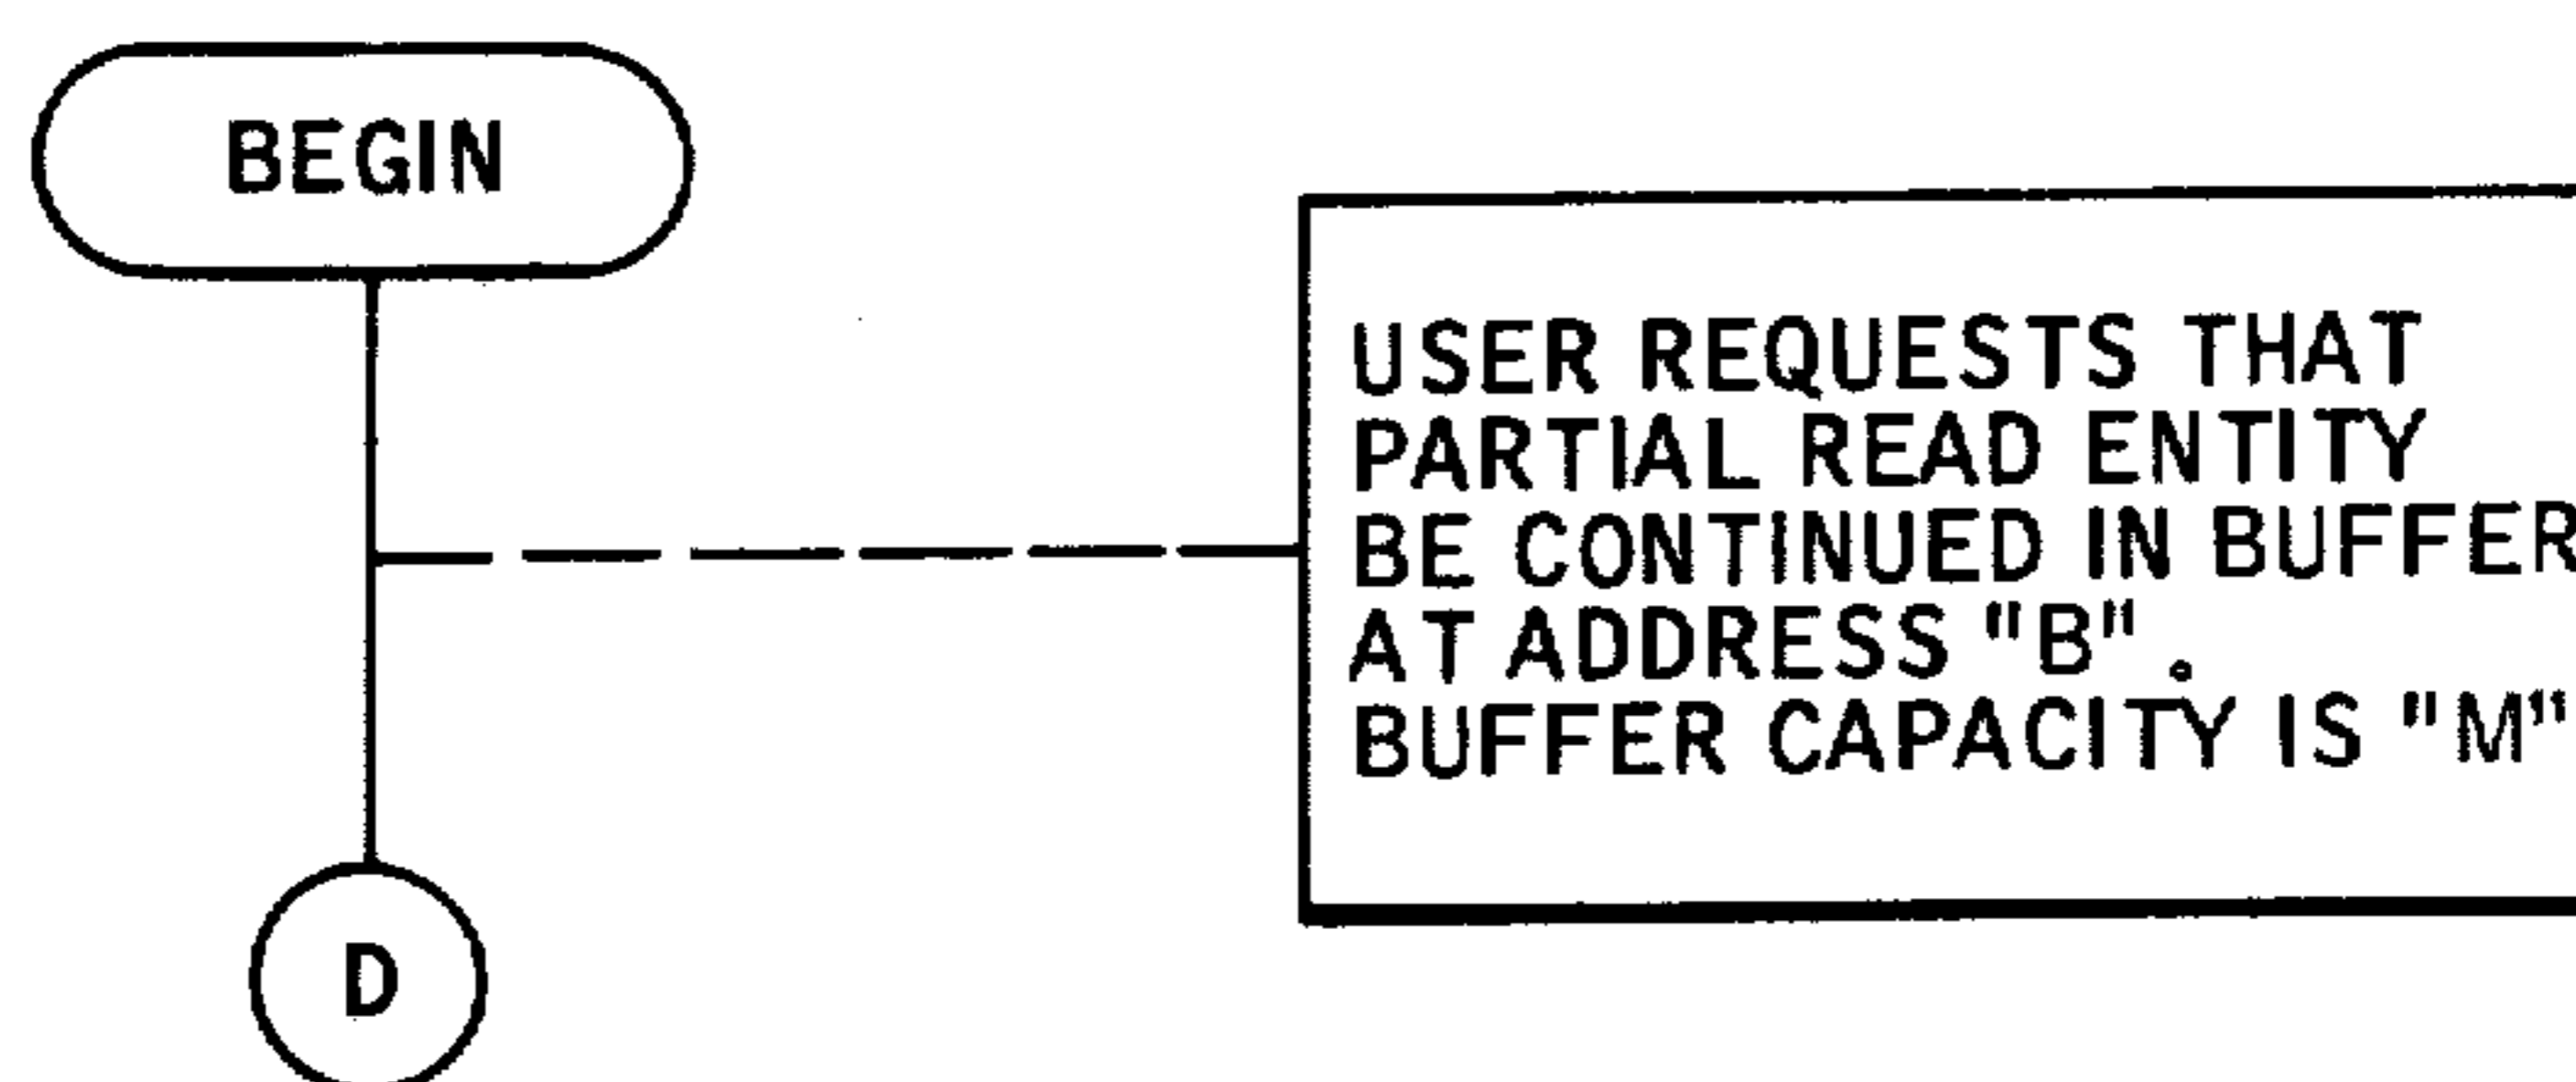 BEGIN
USER REQUESTS THAT
PARTIAL READ ENTITY
BE CONTINUED IN BUFFER
AT ADDRESS "B".
BUFFER CAPACITY IS "M"
D